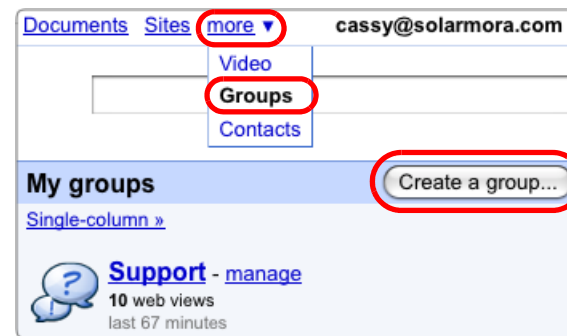 Documents Sites more ▼ cassy@solarmora.com
Video
Groups
Contacts
My groups Create a group...
Single-column »
Support - manage
10 web views
last 67 minutes